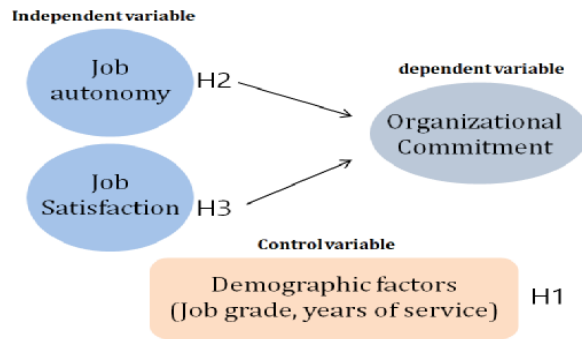 Independent variable
Job
autonomy
H2
dependent variable
Organizational
Commitment
Job
Satisfaction
H3
Control variable
Demographic factors
(Job grade, years of service)
H1